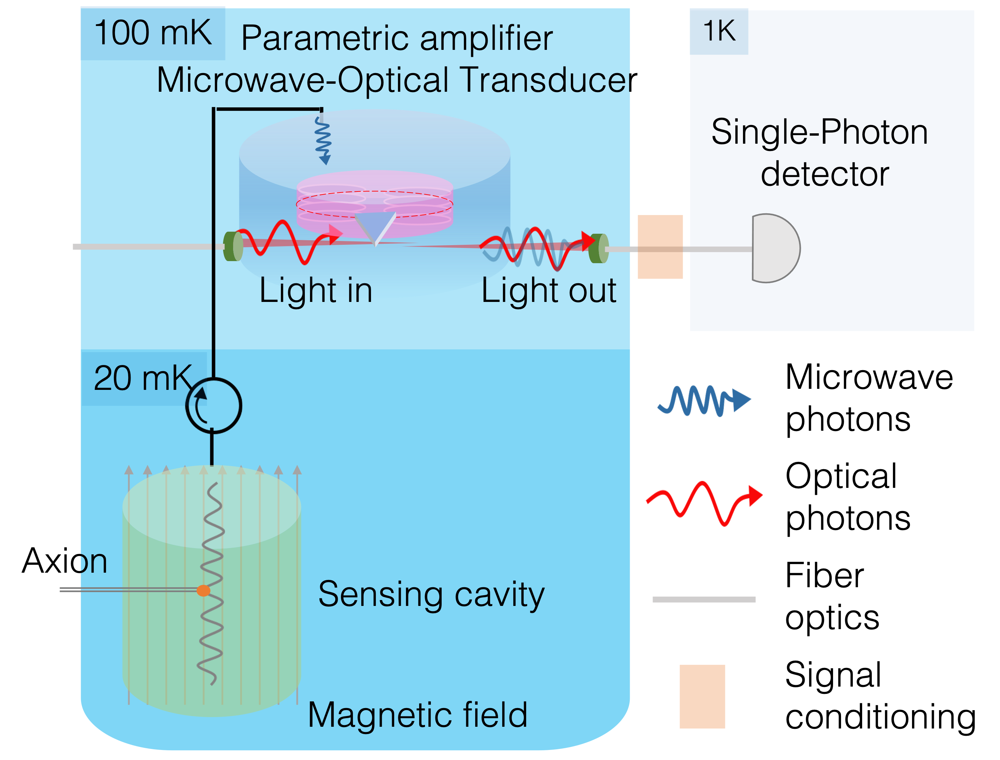 100 mK
Parametric amplifier
Microwave-Optical Transducer
1K
Single-Photon
detector
Light in
Light out
20 mK
Axion
Sensing cavity
Magnetic field
Microwave
photons
Optical
photons
Fiber
optics
Signal
conditioning